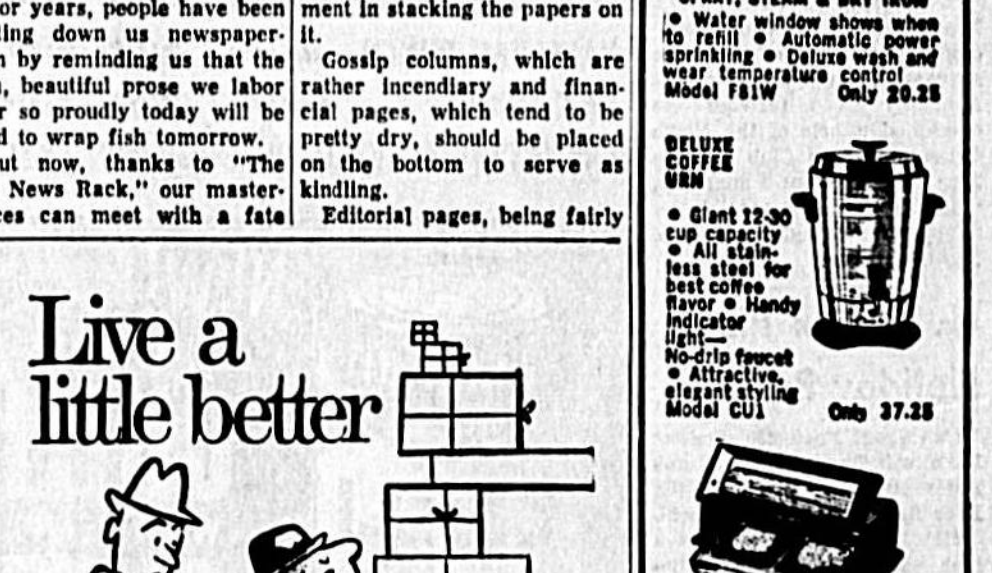 or years, people have been
ling down us newspaper-
n by reminding us that the
, beautiful prose we labor
r so proudly today will be
d to wrap fish tomorrow.
ut now, thanks to "The
News Rack," our master-
ces can meet with a fate
ment in stacking the papers on
it.
Gossip columns, which are
rather incendiary and finan-
cial pages, which tend to be
pretty dry, should be placed
on the bottom to serve as
kindling.
Editorial pages, being fairly
Live a
little better
• Water window shows when
to refill • Automatic power
sprinkling • Deluxe wash and
wear temperature control
Model F81W Only 20.25
DELUXE
COFFEE
URN
• Giant 12-30
cup capacity
• All stain-
less steel for
best coffee
flavor • Handy
indicator
light—
No-drip faucet
• Attractive,
elegant styling
Model CU1 Only 37.25